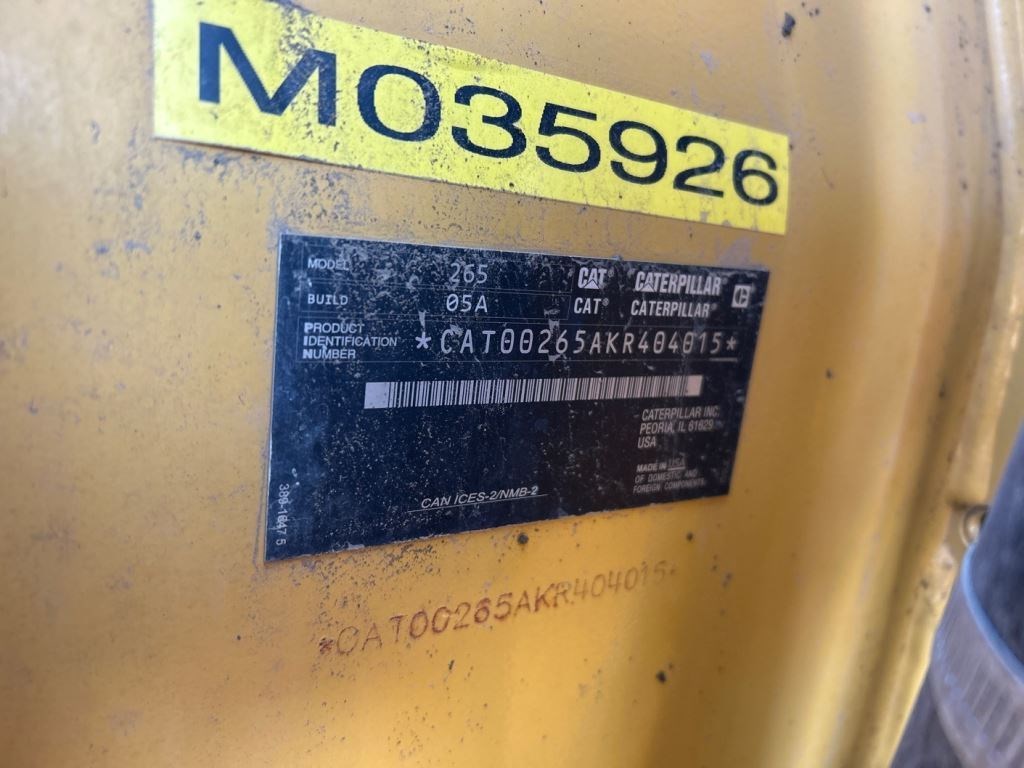 M035926
MODEL 265 CAT CATERPILLAR
BUILD 05A CAT® CATERPILLAR®
PRODUCT
IDENTIFICATION *CAT00265AKR404015*
NUMBER
CATERPILLAR INC.
PEORIA, IL 61629
USA
MADE IN USA
OF DOMESTIC AND
FOREIGN COMPONENTS
CAN ICES-2/NMB-2
*CAT00265AKR404015*